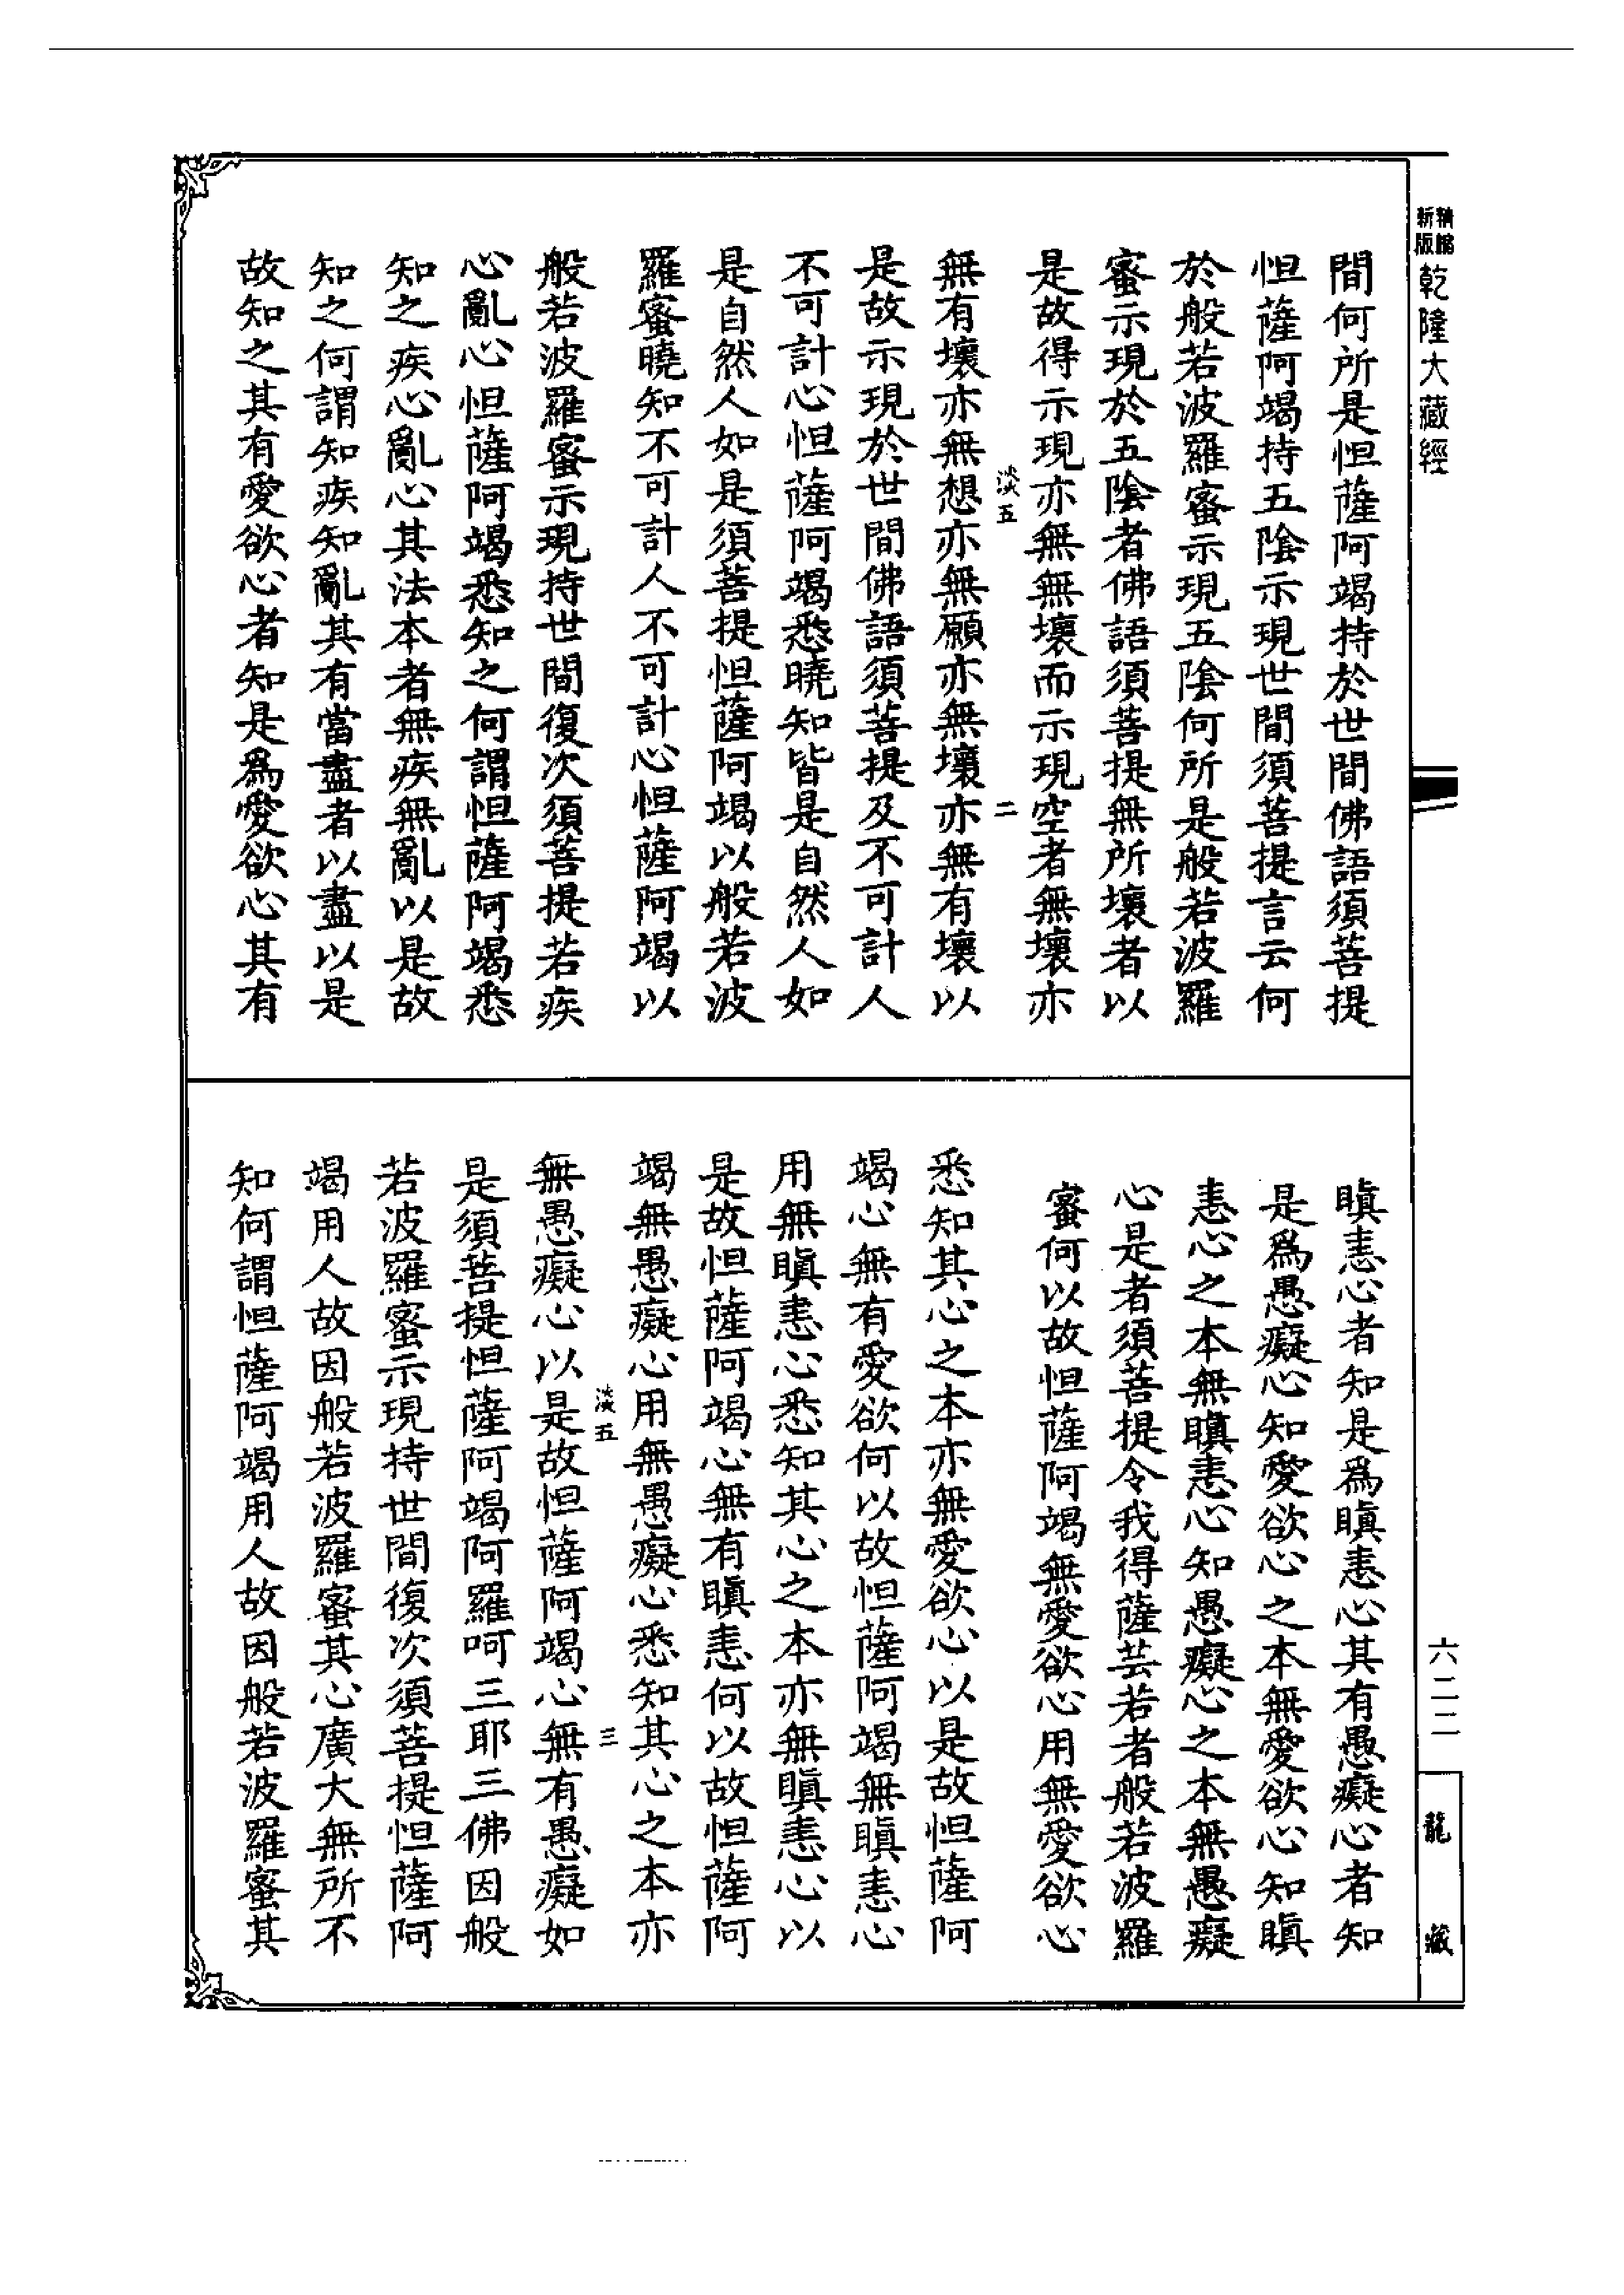 精縮新版乾隆大藏經
間何所是怛薩阿竭持於世間佛語須菩提
怛薩阿竭持五陰示現世間須菩提言云何
於般若波羅蜜示現五陰何所是般若波羅
蜜示現於五陰者佛語須菩提無所壞者以
是故得示現亦無無壞而示現空者無壞亦
淡五 二
無有壞亦無想亦無願亦無壞亦無有壞以
是故示現於世間佛語須菩提及不可計人
不可計心怛薩阿竭悉曉知皆是自然人如
是自然人如是須菩提怛薩阿竭以般若波
羅蜜曉知不可計人不可計心怛薩阿竭以
般若波羅蜜示現持世間復次須菩提若疾
心亂心怛薩阿竭悉知之何謂怛薩阿竭悉
知之疾心亂心其法本者無疾無亂以是故
知之何謂知疾知亂其有當盡者以盡以是
故知之其有愛欲心者知是為愛欲心其有
瞋恚心者知是為瞋恚心其有愚癡心者知
是為愚癡心知愛欲心之本無愛欲心知瞋
恚心之本無瞋恚心知愚癡心之本無愚癡
心是者須菩提令我得薩芸若者般若波羅
蜜何以故怛薩阿竭無愛欲心用無愛欲心
悉知其心之本亦無愛欲心以是故怛薩阿
竭心無有愛欲何以故怛薩阿竭無瞋恚心
用無瞋恚心悉知其心之本亦無瞋恚心以
是故怛薩阿竭心無有瞋恚何以故怛薩阿
竭無愚癡心用無愚癡心悉知其心之本亦
淡五 三
無愚癡心以是故怛薩阿竭心無有愚癡如
是須菩提怛薩阿竭阿羅呵三耶三佛因般
若波羅蜜示現持世間復次須菩提怛薩阿
竭用人故因般若波羅蜜其心廣大無所不
知何謂怛薩阿竭用人故因般若波羅蜜其
六二二
龍藏